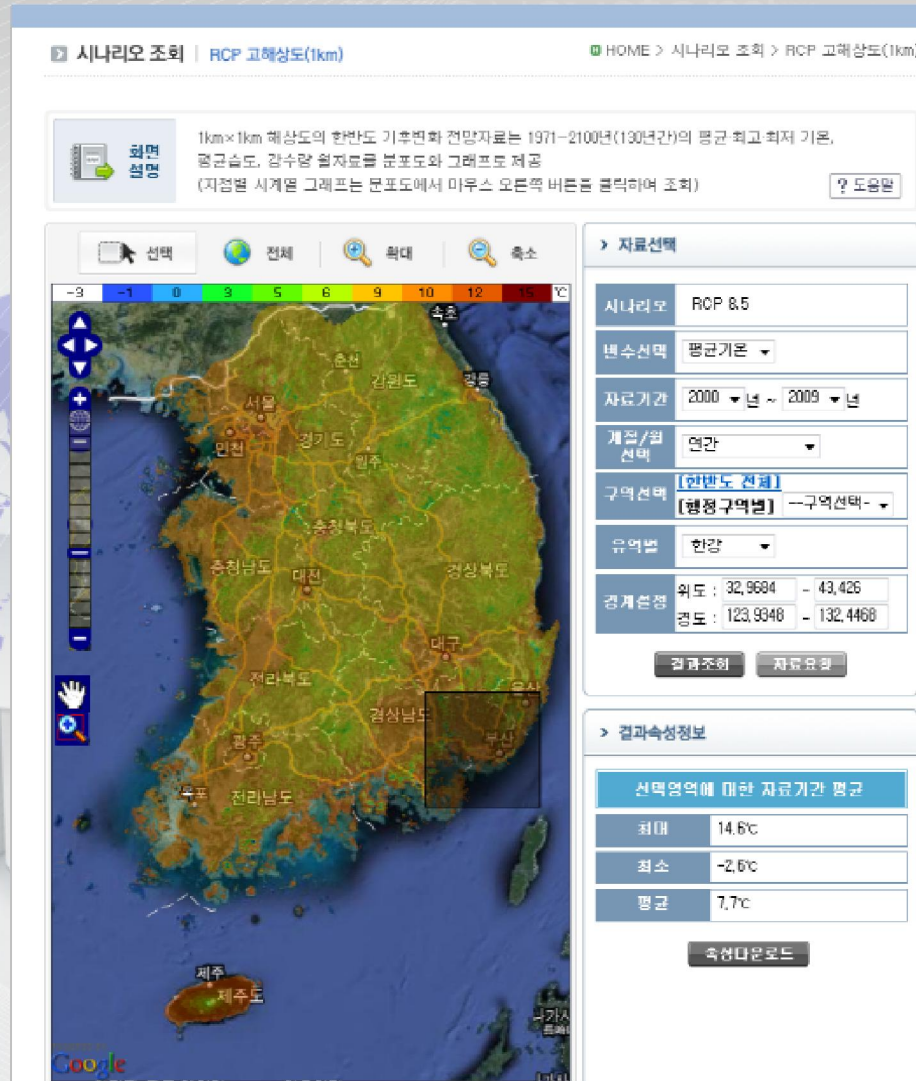 시나리오 조회 | RCP 고해상도(1km)
HOME > 시나리오 조회 > RCP 고해상도(1km)
화면
설명
1km×1km 해상도의 한반도 기후변화 전망자료는 1971-2100년(130년간)의 평균·최고·최저 기온,
평균습도, 강수량 월자료를 분포도와 그래프로 제공
(지점별 시계열 그래프는 분포도에서 마우스 오른쪽 버튼을 클릭하여 조회)
? 도움말
선택
전체
확대
축소
-3 -1 0 3 5 6 9 10 12 15 ℃
속초
춘천
강원도
강릉
서울
인천
경기도
원주
충청북도
충청남도
대전
경상북도
대구
전라북도
울산
경상남도
부산
광주
목포
전라남도
제주
제주도
Google
> 자료선택
시나리오 RCP 8.5
변수선택 평균기온
자료기간 2000 년 ~ 2009 년
계절/월
선택
연간
구역선택 [한반도 전체]
[행정구역별] --구역선택-
유역별 한강
경계설정 위도 : 32,9684 - 43,426
경도 : 123,9348 - 132,4468
결과조회 자료요청
> 결과속성정보
선택영역에 대한 자료기간 평균
최대 14,6℃
최소 -2,6℃
평균 7,7℃
속성다운로드